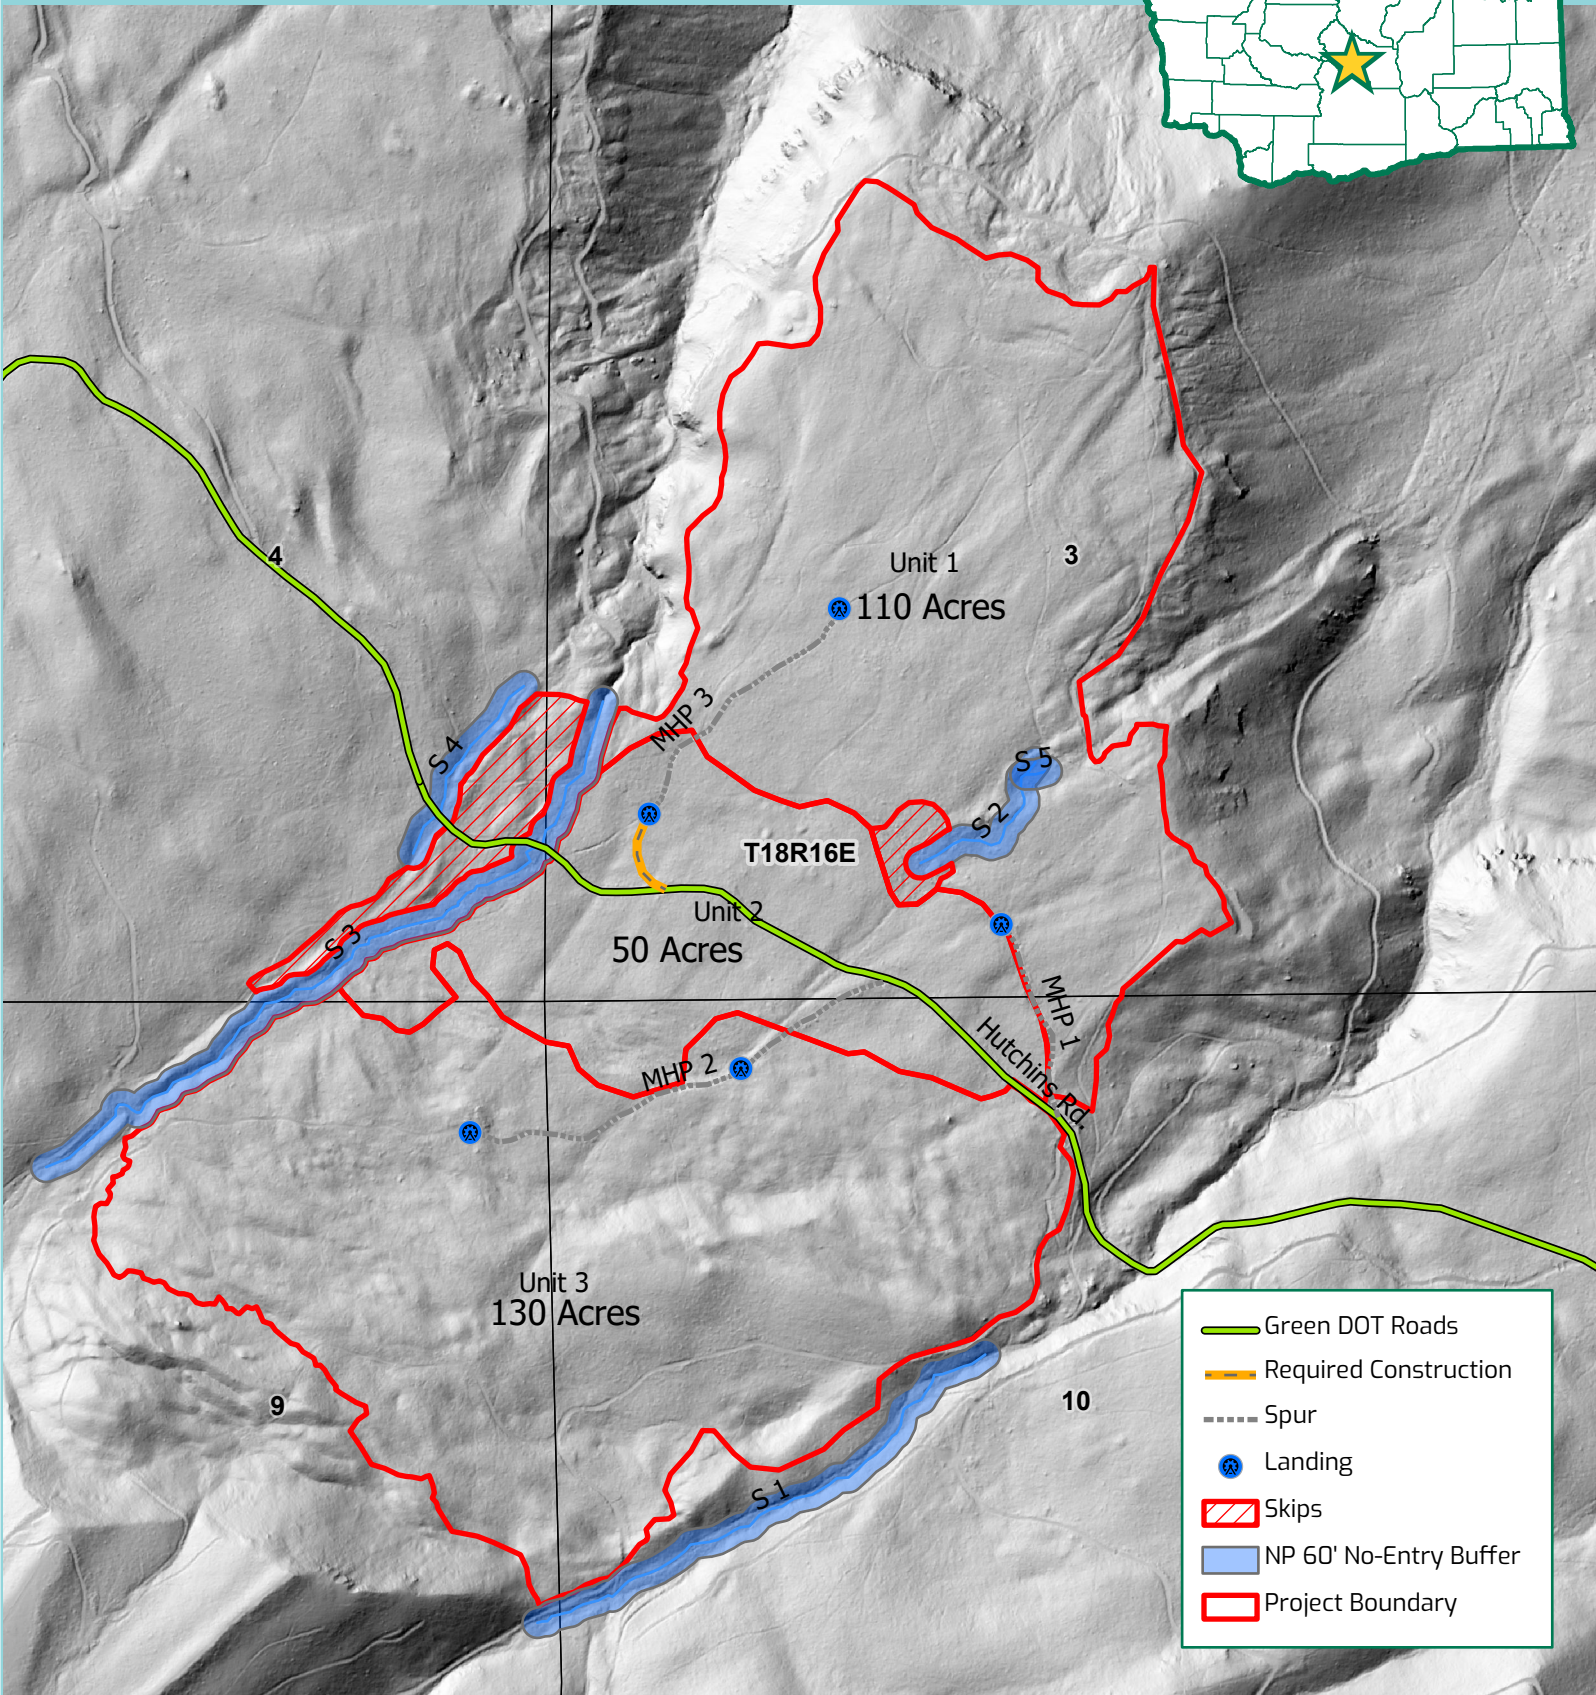 4
Unit 1
3
110 Acres
MHP 3
S 4
S 5
S 2
T18R16E
Unit 2
50 Acres
S 3
MHP 1
Hutchins Rd.
MHP 2
Unit 3
130 Acres
9
10
S 1
Green DOT Roads
Required Construction
Spur
Landing
Skips
NP 60' No-Entry Buffer
Project Boundary